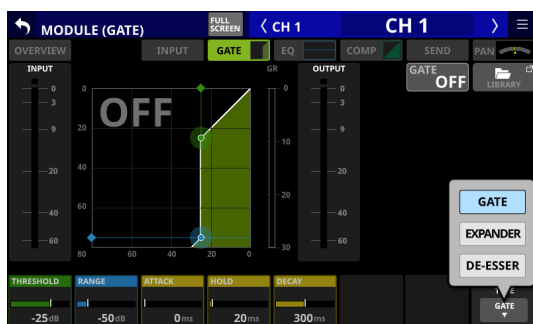 MODULE (GATE)
FULL
SCREEN
CH 1
CH 1
OVERVIEW
INPUT
GATE
EQ
COMP
SEND
PAN
INPUT
0
3
9
20
40
60
OFF
0
20
40
60
80
60
40
20
0
GR
0
10
20
30
OUTPUT
0
3
9
20
40
60
GATE
OFF
LIBRARY
GATE
EXPANDER
DE-ESSER
THRESHOLD
-25dB
RANGE
-50dB
ATTACK
0ms
HOLD
20ms
DECAY
300ms
GATE